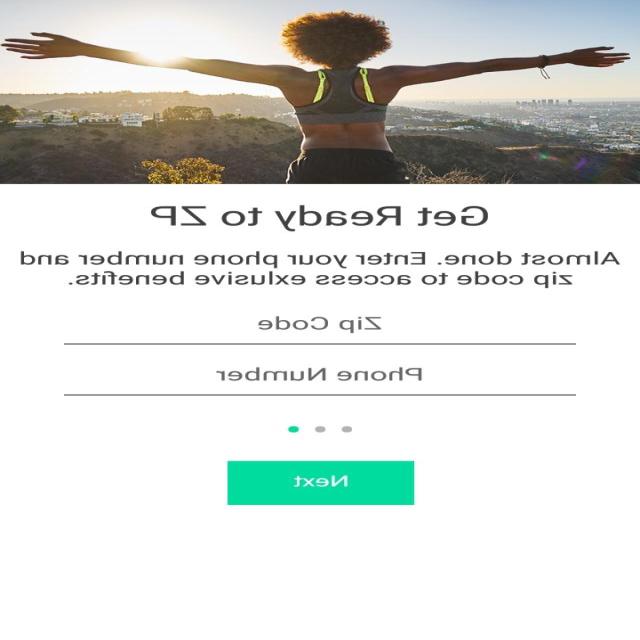 Get Ready to ZP
Almost done. Enter your phone number and
zip code to access exlusive benefits.
Zip Code
Phone Number
Next